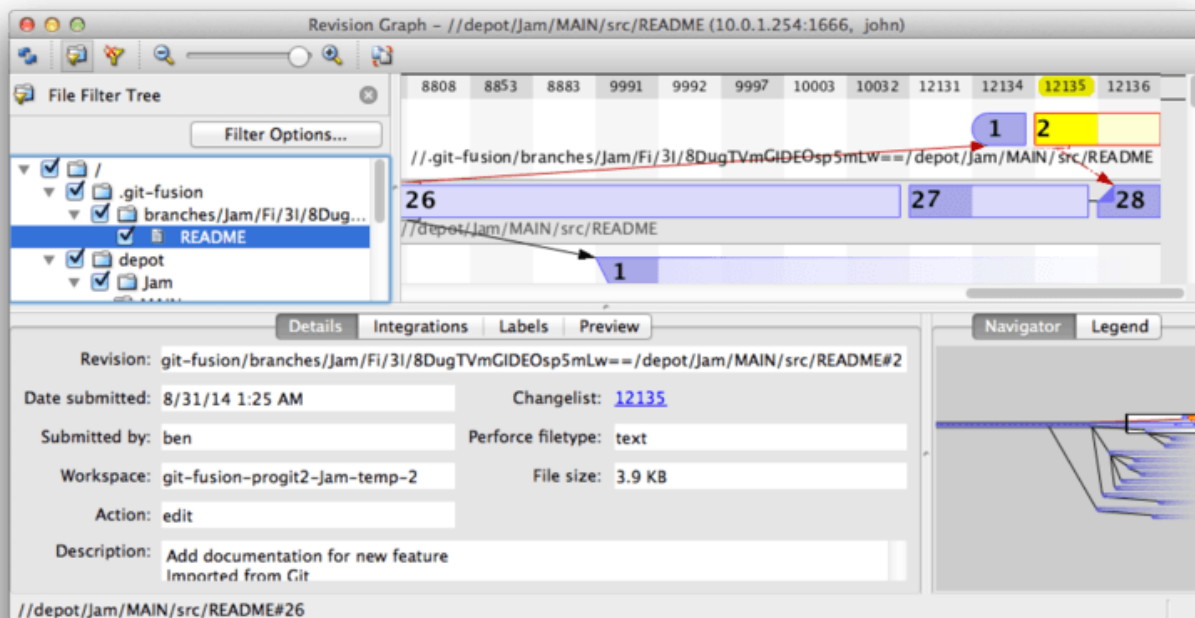 Revision Graph - //depot/Jam/MAIN/src/README (10.0.1.254:1666, john)
File Filter Tree
Filter Options...
/
.git-fusion
branches/Jam/Fi/3I/8Dug...
README
depot
Jam
8808 8853 8883 9991 9992 9997 10003 10032 12131 12134 12135 12136
1 2
//.git-fusion/branches/Jam/Fi/3I/8DugTVmGIDEOsp5mLw==/depot/Jam/MAIN/src/README
26 27 28
//depot/Jam/MAIN/src/README
1
Details Integrations Labels Preview
Revision: git-fusion/branches/Jam/Fi/3I/8DugTVmGIDEOsp5mLw==/depot/Jam/MAIN/src/README#2
Date submitted: 8/31/14 1:25 AM Changelist: 12135
Submitted by: ben Perforce filetype: text
Workspace: git-fusion-progit2-Jam-temp-2 File size: 3.9 KB
Action: edit
Description: Add documentation for new feature
Imported from Git
Navigator Legend
//depot/Jam/MAIN/src/README#26